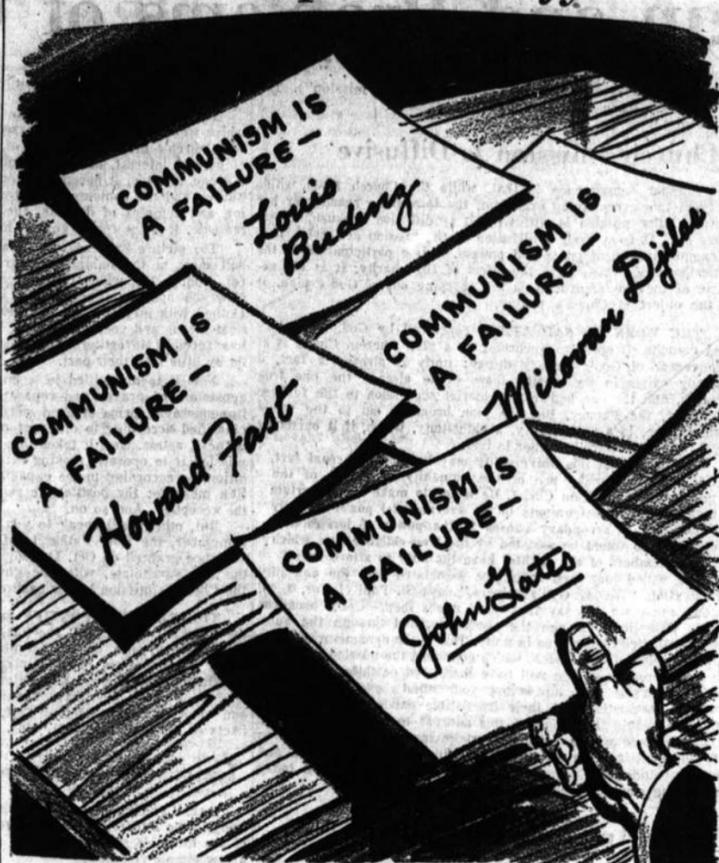 COMMUNISM IS
A FAILURE—
Louis
Budenz
COMMUNISM IS
A FAILURE—
Milovan Djilas
COMMUNISM IS
A FAILURE—
Howard Fast
COMMUNISM IS
A FAILURE—
John Gates